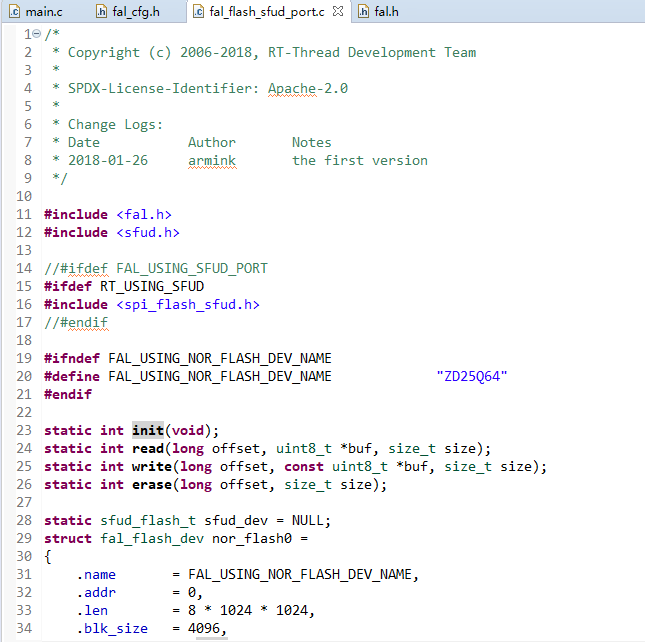 main.c fal_cfg.h fal_flash_sfud_port.c fal.h
1 /*
2 * Copyright (c) 2006-2018, RT-Thread Development Team
3 *
4 * SPDX-License-Identifier: Apache-2.0
5 *
6 * Change Logs:
7 * Date Author Notes
8 * 2018-01-26 armink the first version
9 */
10
11 #include <fal.h>
12 #include <sfud.h>
13
14 //#ifdef FAL_USING_SFUD_PORT
15 #ifdef RT_USING_SFUD
16 #include <spi_flash_sfud.h>
17 //#endif
18
19 #ifndef FAL_USING_NOR_FLASH_DEV_NAME
20 #define FAL_USING_NOR_FLASH_DEV_NAME "ZD25Q64"
21 #endif
22
23 static int init(void);
24 static int read(long offset, uint8_t *buf, size_t size);
25 static int write(long offset, const uint8_t *buf, size_t size);
26 static int erase(long offset, size_t size);
27
28 static sfud_flash_t sfud_dev = NULL;
29 struct fal_flash_dev nor_flash0 =
30 {
31 .name = FAL_USING_NOR_FLASH_DEV_NAME,
32 .addr = 0,
33 .len = 8 * 1024 * 1024,
34 .blk_size = 4096,